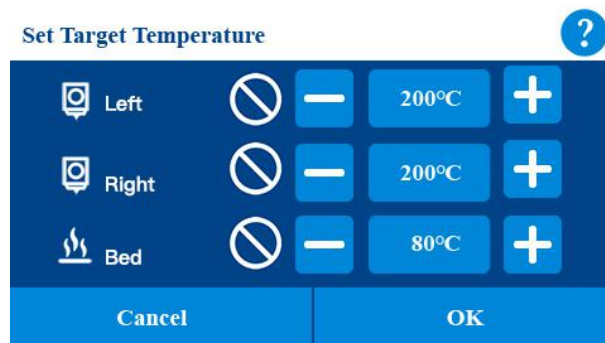 Set Target Temperature ?
Left 200°C
Right 200°C
Bed 80°C
Cancel OK